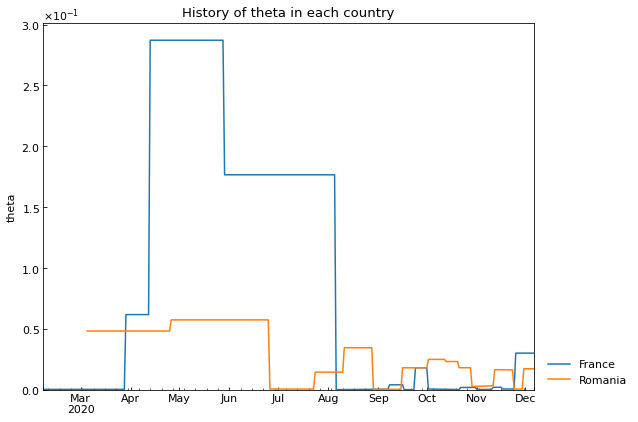 History of theta in each country
×10⁻¹
3.0
2.5
2.0
1.5
1.0
0.5
0.0
theta
Mar Apr May Jun Jul Aug Sep Oct Nov Dec
2020
France
Romania